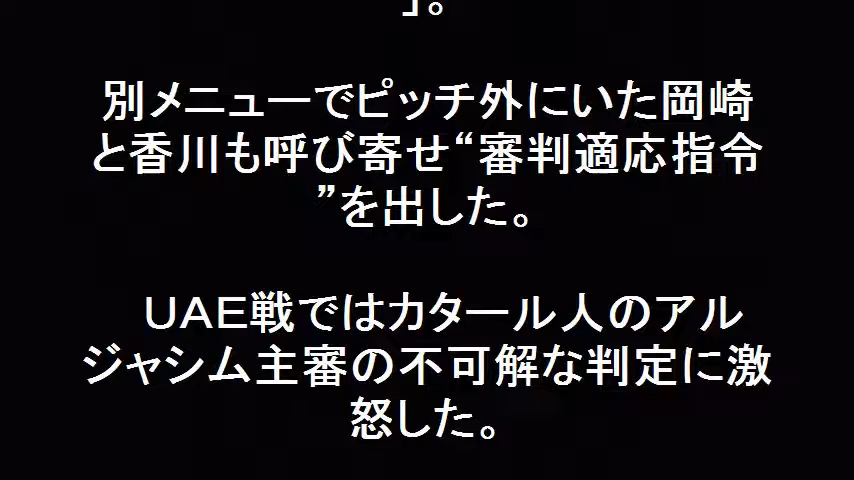 」。
別メニューでピッチ外にいた岡崎
と香川も呼び寄せ“審判適応指令
”を出した。
　ＵＡＥ戦ではカタール人のアル
ジャシム主審の不可解な判定に激
怒した。